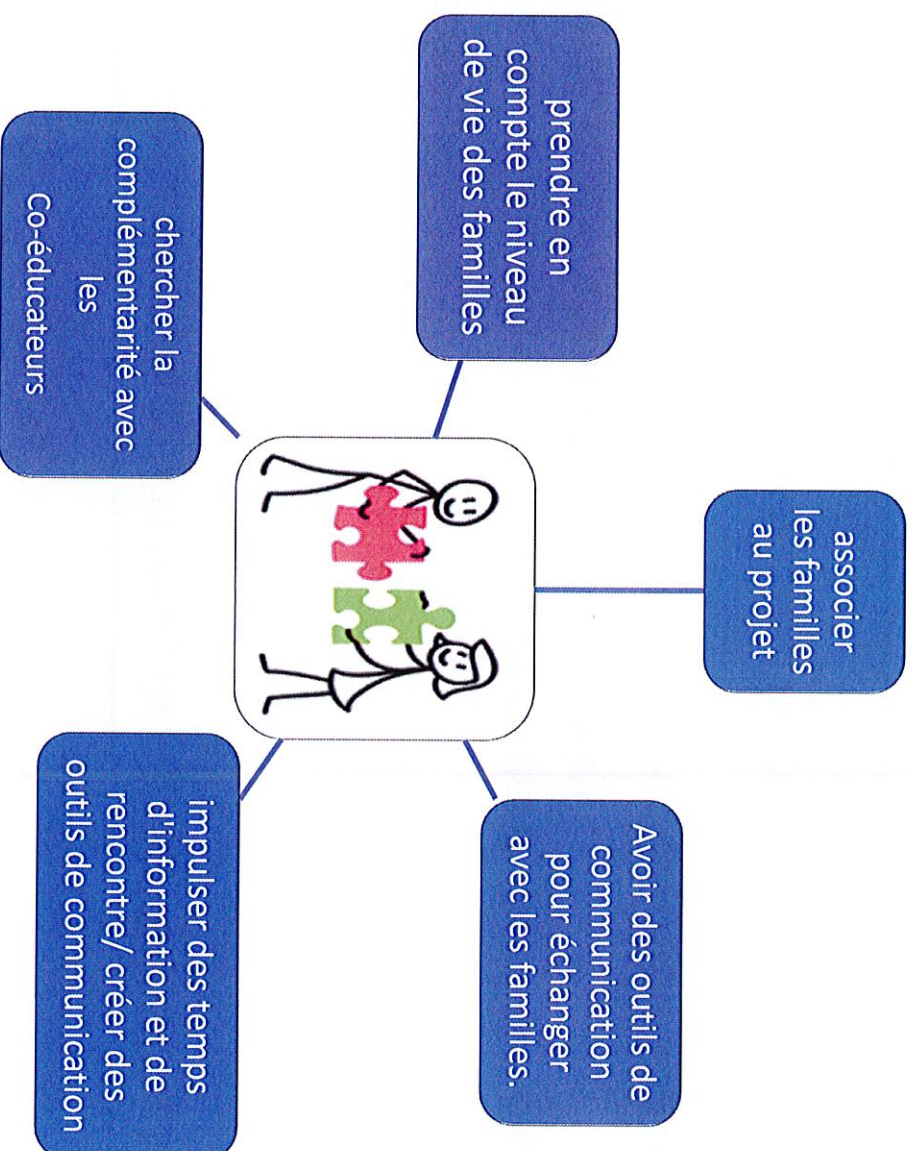 associer
les familles
au projet
prendre en
compte le niveau
de vie des familles
Avoir des outils de
communication
pour échanger
avec les familles.
chercher la
complémentarité avec
les
Co-éducateurs
impulser des temps
d'information et de
rencontre/ créer des
outils de communication